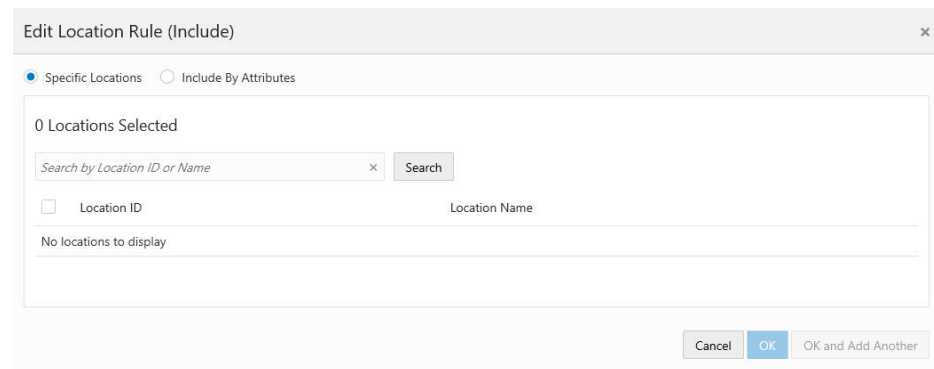 Edit Location Rule (Include)
×
Specific Locations Include By Attributes
0 Locations Selected
Search by Location ID or Name × Search
Location ID Location Name
No locations to display
Cancel OK OK and Add Another